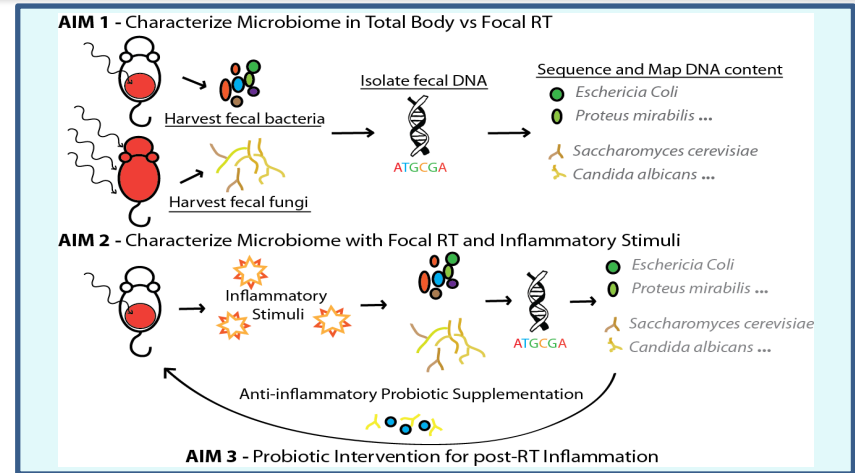 AIM 1 - Characterize Microbiome in Total Body vs Focal RT
Harvest fecal bacteria
Harvest fecal fungi
Isolate fecal DNA
ATGCGA
Sequence and Map DNA content
Eschericia Coli
Proteus mirabilis ...
Saccharomyces cerevisiae
Candida albicans ...
AIM 2 - Characterize Microbiome with Focal RT and Inflammatory Stimuli
Inflammatory
Stimuli
ATGCGA
Eschericia Coli
Proteus mirabilis ...
Saccharomyces cerevisiae
Candida albicans ...
Anti-inflammatory Probiotic Supplementation
AIM 3 - Probiotic Intervention for post-RT Inflammation